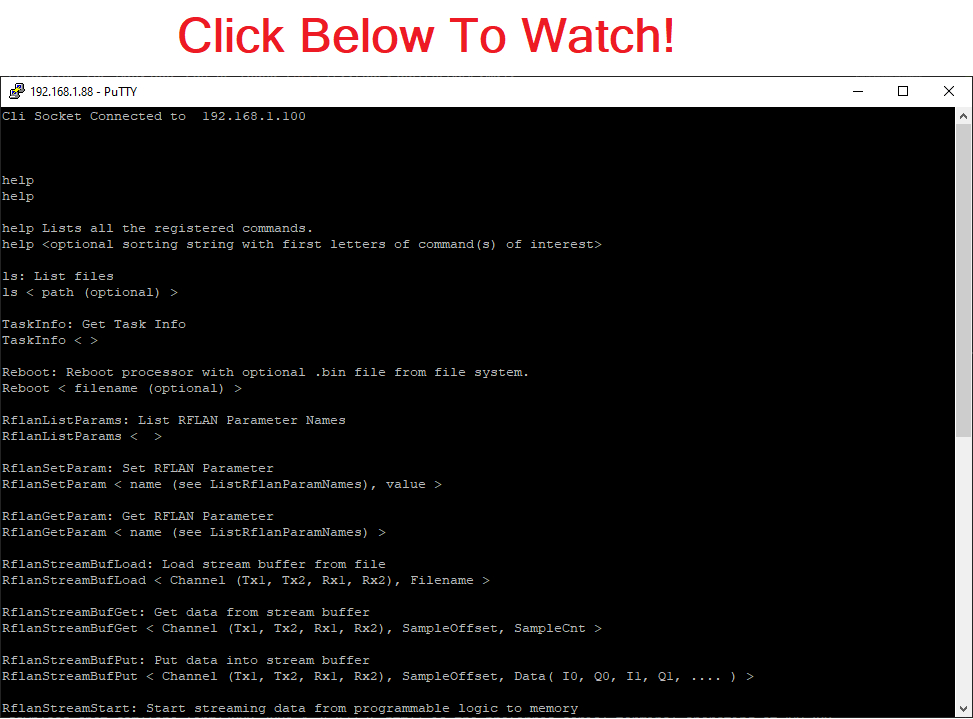 Click Below To Watch!
192.168.1.88 - PuTTY
Cli Socket Connected to  192.168.1.100
help
help
help Lists all the registered commands.
help <optional sorting string with first letters of command(s) of interest>
ls: List files
ls < path (optional) >
TaskInfo: Get Task Info
TaskInfo < >
Reboot: Reboot processor with optional .bin file from file system.
Reboot < filename (optional) >
RflanListParams: List RFLAN Parameter Names
RflanListParams <  >
RflanSetParam: Set RFLAN Parameter
RflanSetParam < name (see ListRflanParamNames), value >
RflanGetParam: Get RFLAN Parameter
RflanGetParam < name (see ListRflanParamNames) >
RflanStreamBufLoad: Load stream buffer from file
RflanStreamBufLoad < Channel (Tx1, Tx2, Rx1, Rx2), Filename >
RflanStreamBufGet: Get data from stream buffer
RflanStreamBufGet < Channel (Tx1, Tx2, Rx1, Rx2), SampleOffset, SampleCnt >
RflanStreamBufPut: Put data into stream buffer
RflanStreamBufPut < Channel (Tx1, Tx2, Rx1, Rx2), SampleOffset, Data( I0, Q0, I1, Q1, .... ) >
RflanStreamStart: Start streaming data from programmable logic to memory